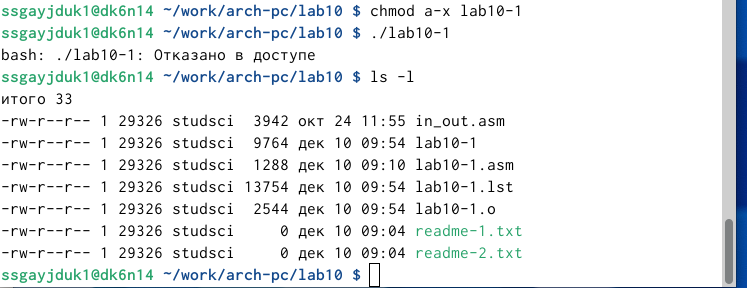 ssgayjduk1@dk6n14 ~/work/arch-pc/lab10 $ chmod a-x lab10-1
ssgayjduk1@dk6n14 ~/work/arch-pc/lab10 $ ./lab10-1
bash: ./lab10-1: Отказано в доступе
ssgayjduk1@dk6n14 ~/work/arch-pc/lab10 $ ls -l
итого 33
-rw-r--r-- 1 29326 studsci  3942 окт 24 11:55 in_out.asm
-rw-r--r-- 1 29326 studsci  9764 дек 10 09:54 lab10-1
-rw-r--r-- 1 29326 studsci  1288 дек 10 09:10 lab10-1.asm
-rw-r--r-- 1 29326 studsci 13754 дек 10 09:54 lab10-1.lst
-rw-r--r-- 1 29326 studsci  2544 дек 10 09:54 lab10-1.o
-rw-r--r-- 1 29326 studsci     0 дек 10 09:04 readme-1.txt
-rw-r--r-- 1 29326 studsci     0 дек 10 09:04 readme-2.txt
ssgayjduk1@dk6n14 ~/work/arch-pc/lab10 $